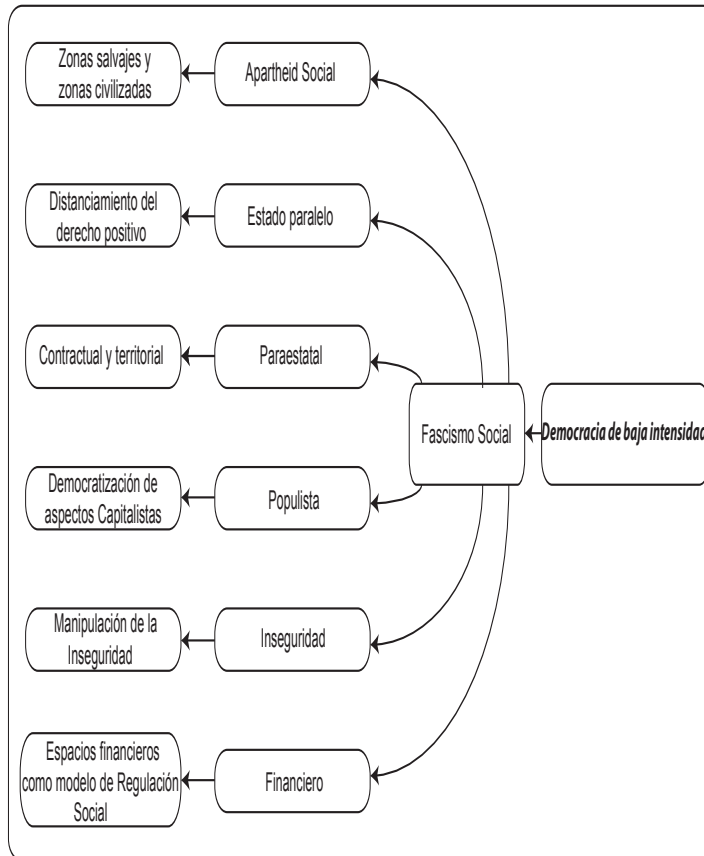 Zonas salvajes y
zonas civilizadas
Apartheid Social
Distanciamiento del
derecho positivo
Estado paralelo
Contractual y territorial
Paraestatal
Fascismo Social
Democracia de baja intensidad
Democratización de
aspectos Capitalistas
Populista
Manipulación de la
Inseguridad
Inseguridad
Espacios financieros
como modelo de Regulación
Social
Financiero